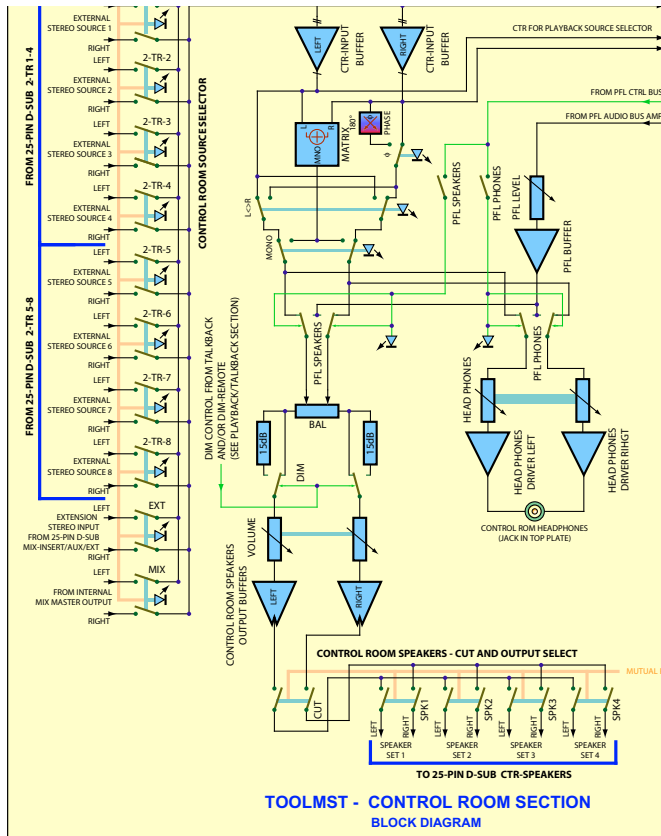 EXTERNAL
STEREO SOURCE 1
RIGHT
LEFT
2-TR-2
EXTERNAL
STEREO SOURCE 2
RIGHT
LEFT
2-TR-3
EXTERNAL
STEREO SOURCE 3
RIGHT
LEFT
2-TR-4
EXTERNAL
STEREO SOURCE 4
RIGHT
LEFT
2-TR-5
EXTERNAL
STEREO SOURCE 5
RIGHT
LEFT
2-TR-6
EXTERNAL
STEREO SOURCE 6
RIGHT
LEFT
2-TR-7
EXTERNAL
STEREO SOURCE 7
RIGHT
LEFT
2-TR-8
EXTERNAL
STEREO SOURCE 8
RIGHT
LEFT
EXT
EXTENSION
STEREO INPUT
FROM 25-PIN D-SUB
MIX-INSERT/AUX/EXT
RIGHT
LEFT
MIX
FROM INTERNAL
MIX MASTER OUTPUT
RIGHT
FROM 25-PIN D-SUB 2-TR 1-4
FROM 25-PIN D-SUB 2-TR 5-8
CONTROL ROOM SOURCE SELECTOR
LEFT
CTR-INPUT
BUFFER
RIGHT
CTR-INPUT
BUFFER
CTR FOR PLAYBACK SOURCE SELECTOR
FROM PFL CTRL BUS
FROM PFL AUDIO BUS AMP
L
R
MNO
MATRIX
180°
PHASE
Φ
L<>R
MONO
PFL SPEAKERS
PFL PHONES
PFL LEVEL
PFL BUFFER
PFL SPEAKERS
PFL PHONES
DIM CONTROL FROM TALKBACK
AND/OR DIM-REMOTE
(SEE PLAYBACK/TALKBACK SECTION)
BAL
15dB
15dB
DIM
HEAD PHONES
HEAD PHONES
HEAD PHONES
DRIVER LEFT
HEAD PHONES
DRIVER RIHGT
CONTROL ROM HEADPHONES
(JACK IN TOP PLATE)
VOLUME
CONTROL ROOM SPEAKERS
OUTPUT BUFFERS
LEFT
RIGHT
CONTROL ROOM SPEAKERS - CUT AND OUTPUT SELECT
CUT
SPK1
SPK2
SPK3
SPK4
LEFT
RIGHT
LEFT
RIGHT
LEFT
RIGHT
LEFT
RIGHT
SPEAKER
SET 1
SPEAKER
SET 2
SPEAKER
SET 3
SPEAKER
SET 4
TO 25-PIN D-SUB CTR-SPEAKERS
TOOLMST - CONTROL ROOM SECTION
BLOCK DIAGRAM